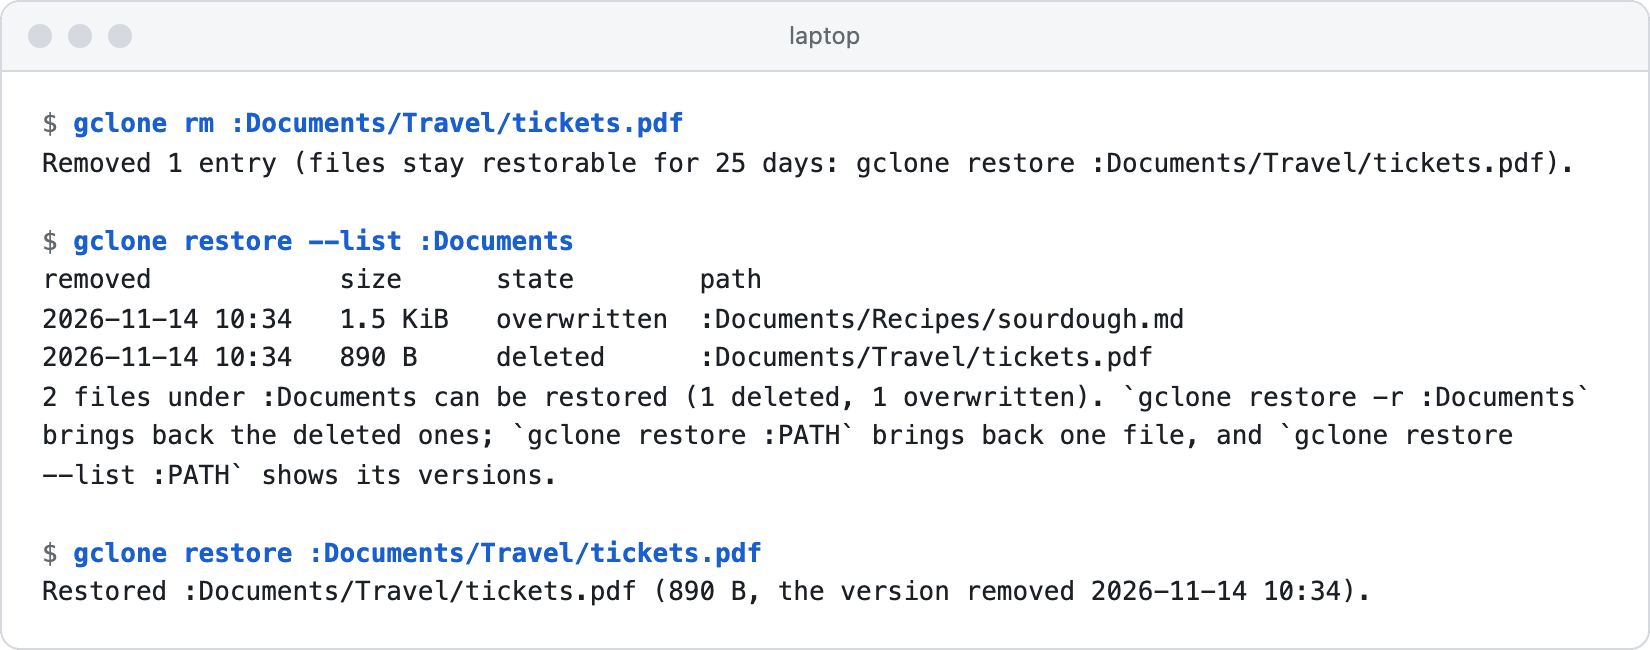 laptop
$ gclone rm :Documents/Travel/tickets.pdf
Removed 1 entry (files stay restorable for 25 days: gclone restore :Documents/Travel/tickets.pdf).
$ gclone restore --list :Documents
removed            size      state        path
2026-11-14 10:34   1.5 KiB   overwritten  :Documents/Recipes/sourdough.md
2026-11-14 10:34   890 B     deleted      :Documents/Travel/tickets.pdf
2 files under :Documents can be restored (1 deleted, 1 overwritten). `gclone restore -r :Documents`
brings back the deleted ones; `gclone restore :PATH` brings back one file, and `gclone restore
--list :PATH` shows its versions.
$ gclone restore :Documents/Travel/tickets.pdf
Restored :Documents/Travel/tickets.pdf (890 B, the version removed 2026-11-14 10:34).